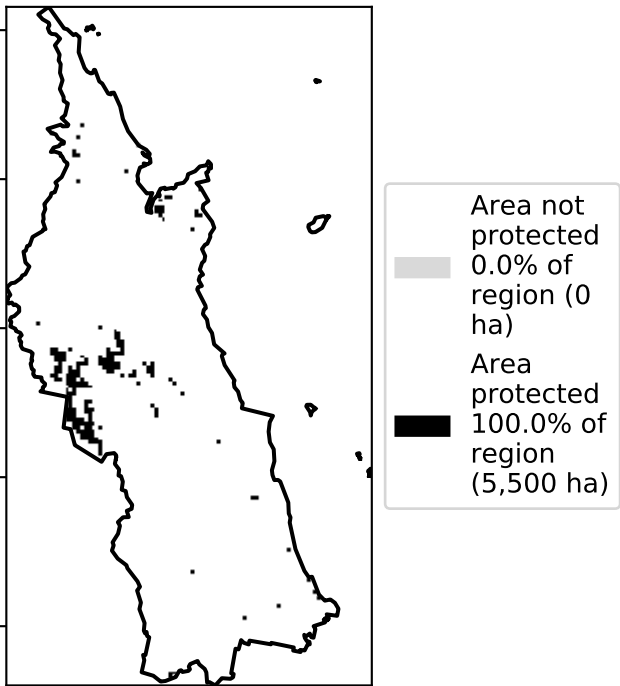 Area not
protected
0.0% of
region (0
ha)
Area
protected
100.0% of
region
(5,500 ha)